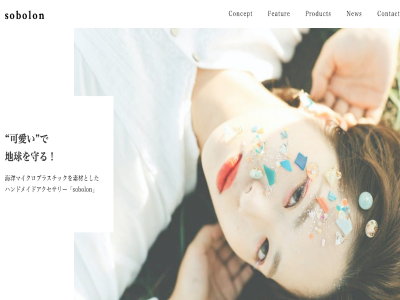 sobolon
Concept Feature Products News Contact
“可愛い”で
地球を守る！
海洋マイクロプラスチックを素材とした
ハンドメイドアクセサリー「sobolon」